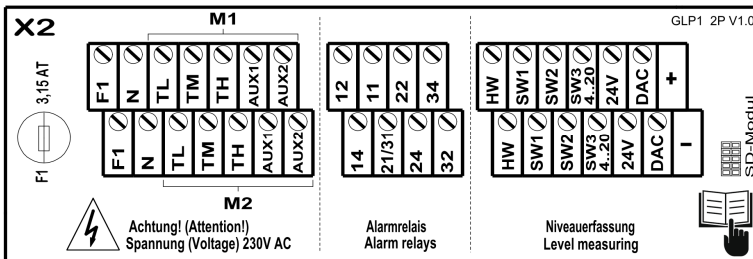 X2
M1
GLP1 2P V1.0
3,15 AT
F1
F1 N TL TM TH AUX1 AUX2
12 11 22 34
HW SW1 SW2 SW3 4..20 24V DAC +
F1 N TL TM TH AUX1 AUX2
14 21/31 24 32
HW SW1 SW2 SW3 4..20 24V DAC -
M2
Achtung! (Attention!)
Spannung (Voltage) 230V AC
Alarmrelais
Alarm relays
Niveauerfassung
Level measuring
SD-Modul